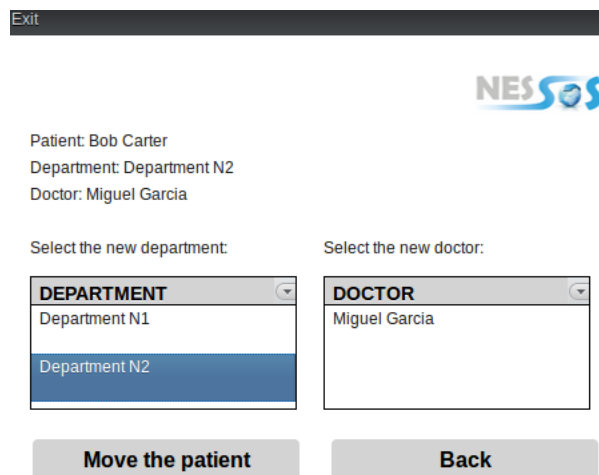 Exit
NESSOS
Patient: Bob Carter
Department: Department N2
Doctor: Miguel Garcia
Select the new department:
Select the new doctor:
DEPARTMENT
Department N1
Department N2
DOCTOR
Miguel Garcia
Move the patient
Back